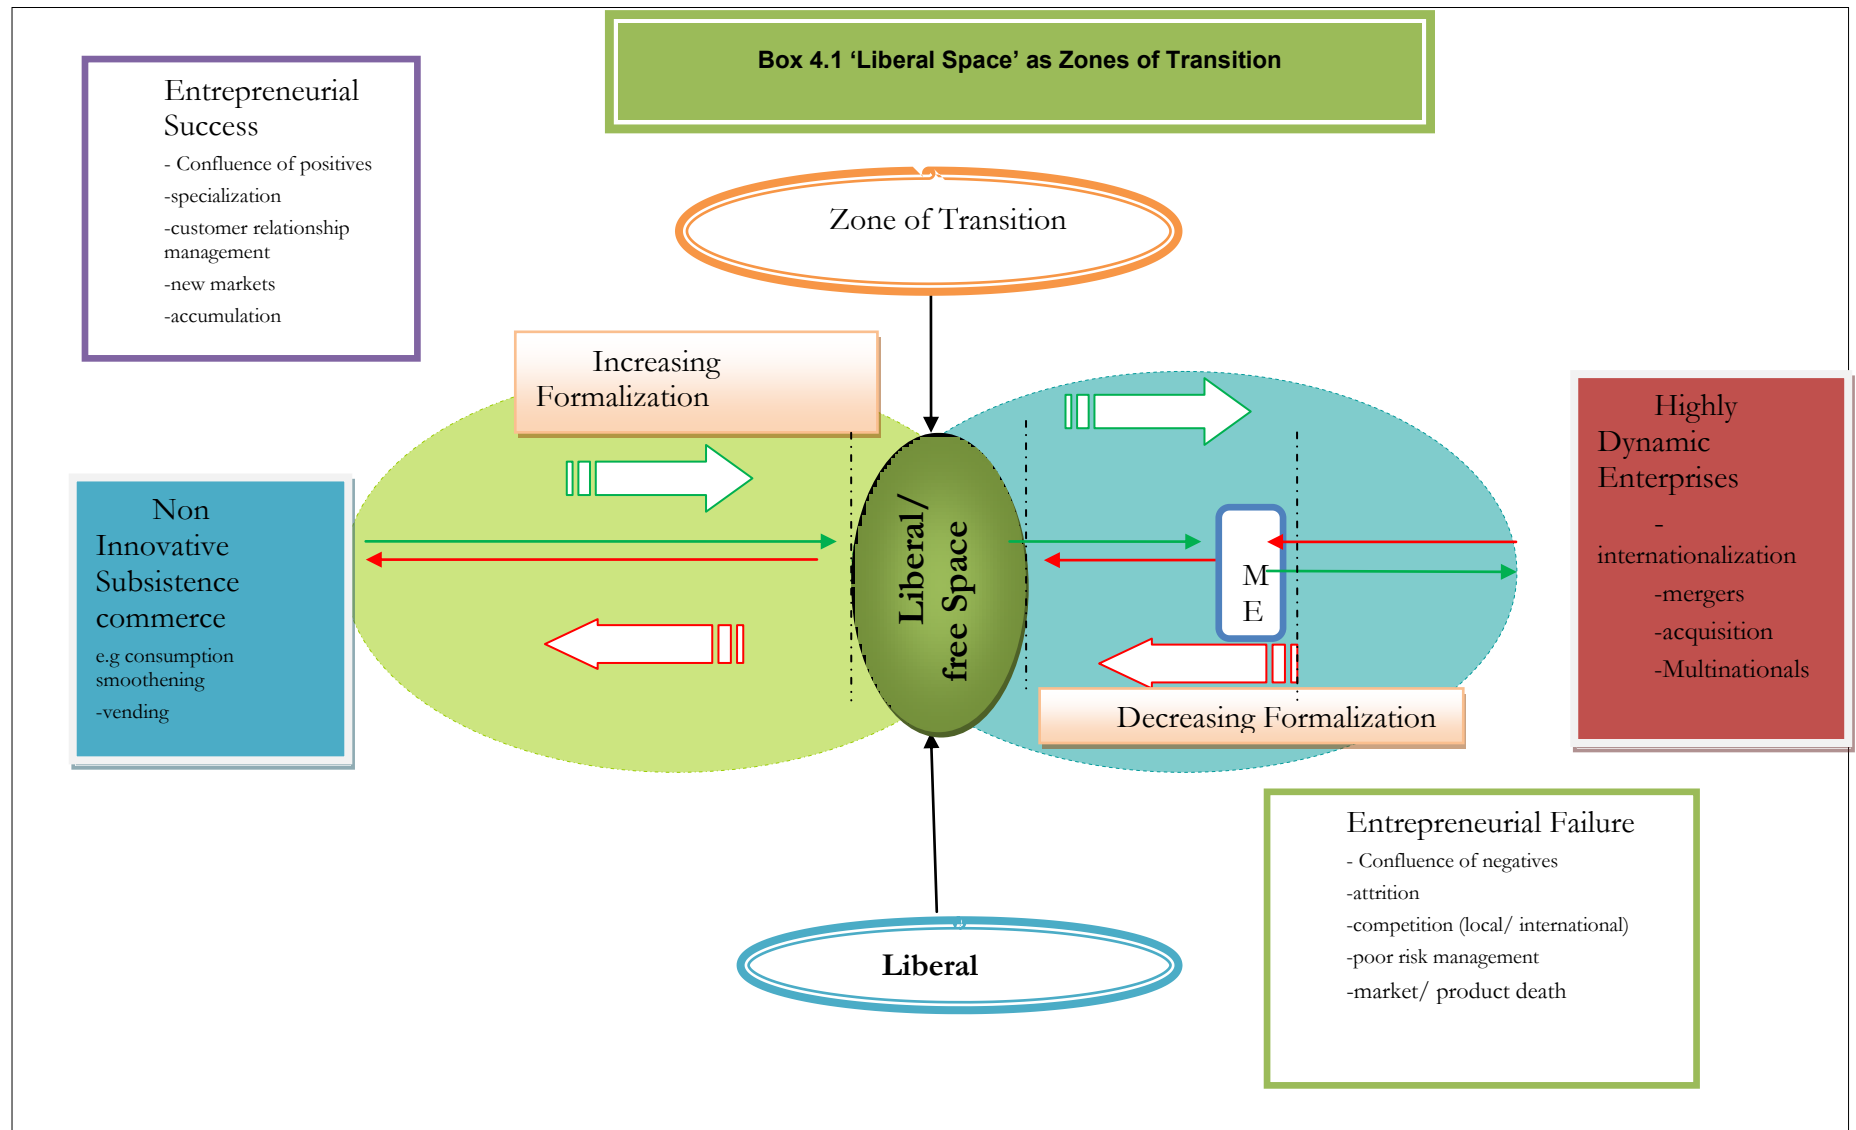 Box 4.1 ‘Liberal Space’ as Zones of Transition
Entrepreneurial
Success
- Confluence of positives
-specialization
-customer relationship
management
-new markets
-accumulation
Zone of Transition
Increasing
Formalization
Highly
Dynamic
Enterprises
-
internationalization
-mergers
-acquisition
-Multinationals
Non
Innovative
Subsistence
commerce
e.g consumption
smoothening
-vending
Liberal/
free Space
M
E
Decreasing Formalization
Entrepreneurial Failure
- Confluence of negatives
-attrition
-competition (local/ international)
-poor risk management
-market/ product death
Liberal